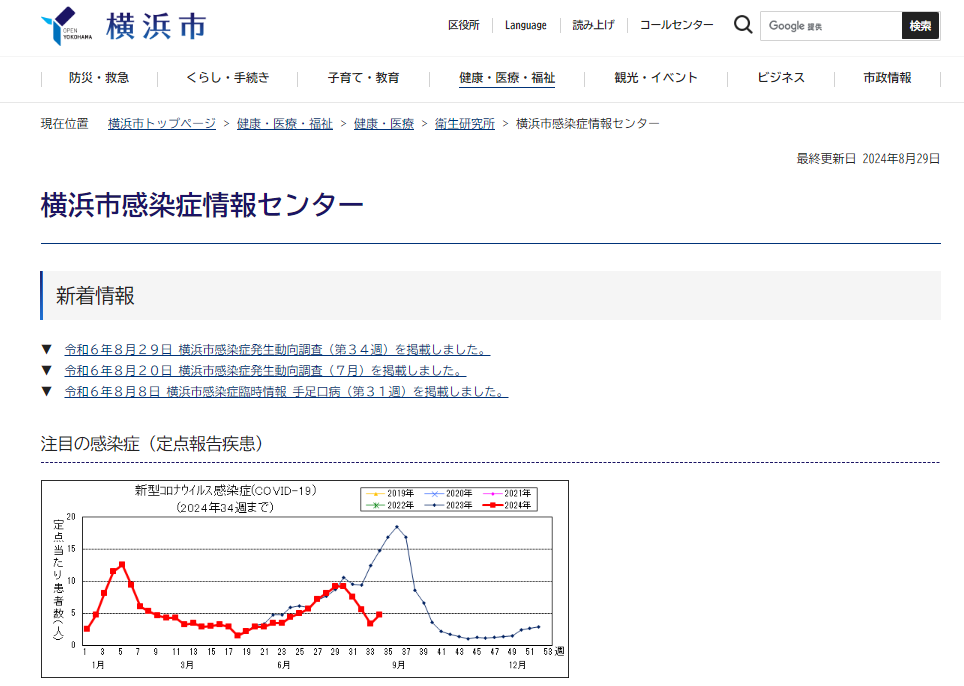 OPEN YOKOHAMA
横浜市
区役所 Language 読み上げ コールセンター Google 提供 検索
防災・救急 くらし・手続き 子育て・教育 健康・医療・福祉 観光・イベント ビジネス 市政情報
現在位置 横浜市トップページ > 健康・医療・福祉 > 健康・医療 > 衛生研究所 > 横浜市感染症情報センター
最終更新日 2024年8月29日
横浜市感染症情報センター
新着情報
▼ 令和６年８月２９日 横浜市感染症発生動向調査（第３４週）を掲載しました。
▼ 令和６年８月２０日 横浜市感染症発生動向調査（７月）を掲載しました。
▼ 令和６年８月８日 横浜市感染症臨時情報 手足口病（第３１週）を掲載しました。
注目の感染症（定点報告疾患）
新型コロナウイルス感染症(COVID-19)
(2024年34週まで)
2019年 2020年 2021年
2022年 2023年 2024年
定点当たり患者数(人)
20
15
10
5
0
1 3 5 7 9 11 13 15 17 19 21 23 25 27 29 31 33 35 37 39 41 43 45 47 49 51 53 週
1月 3月 6月 9月 12月